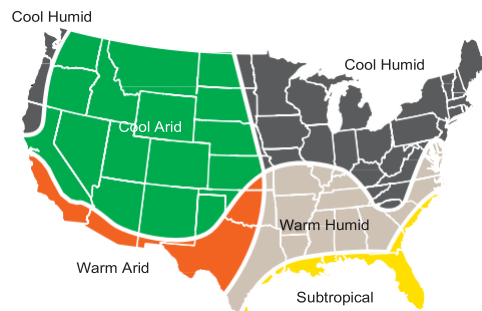 Cool Humid
Cool Humid
Cool Arid
Warm Humid
Warm Arid
Subtropical